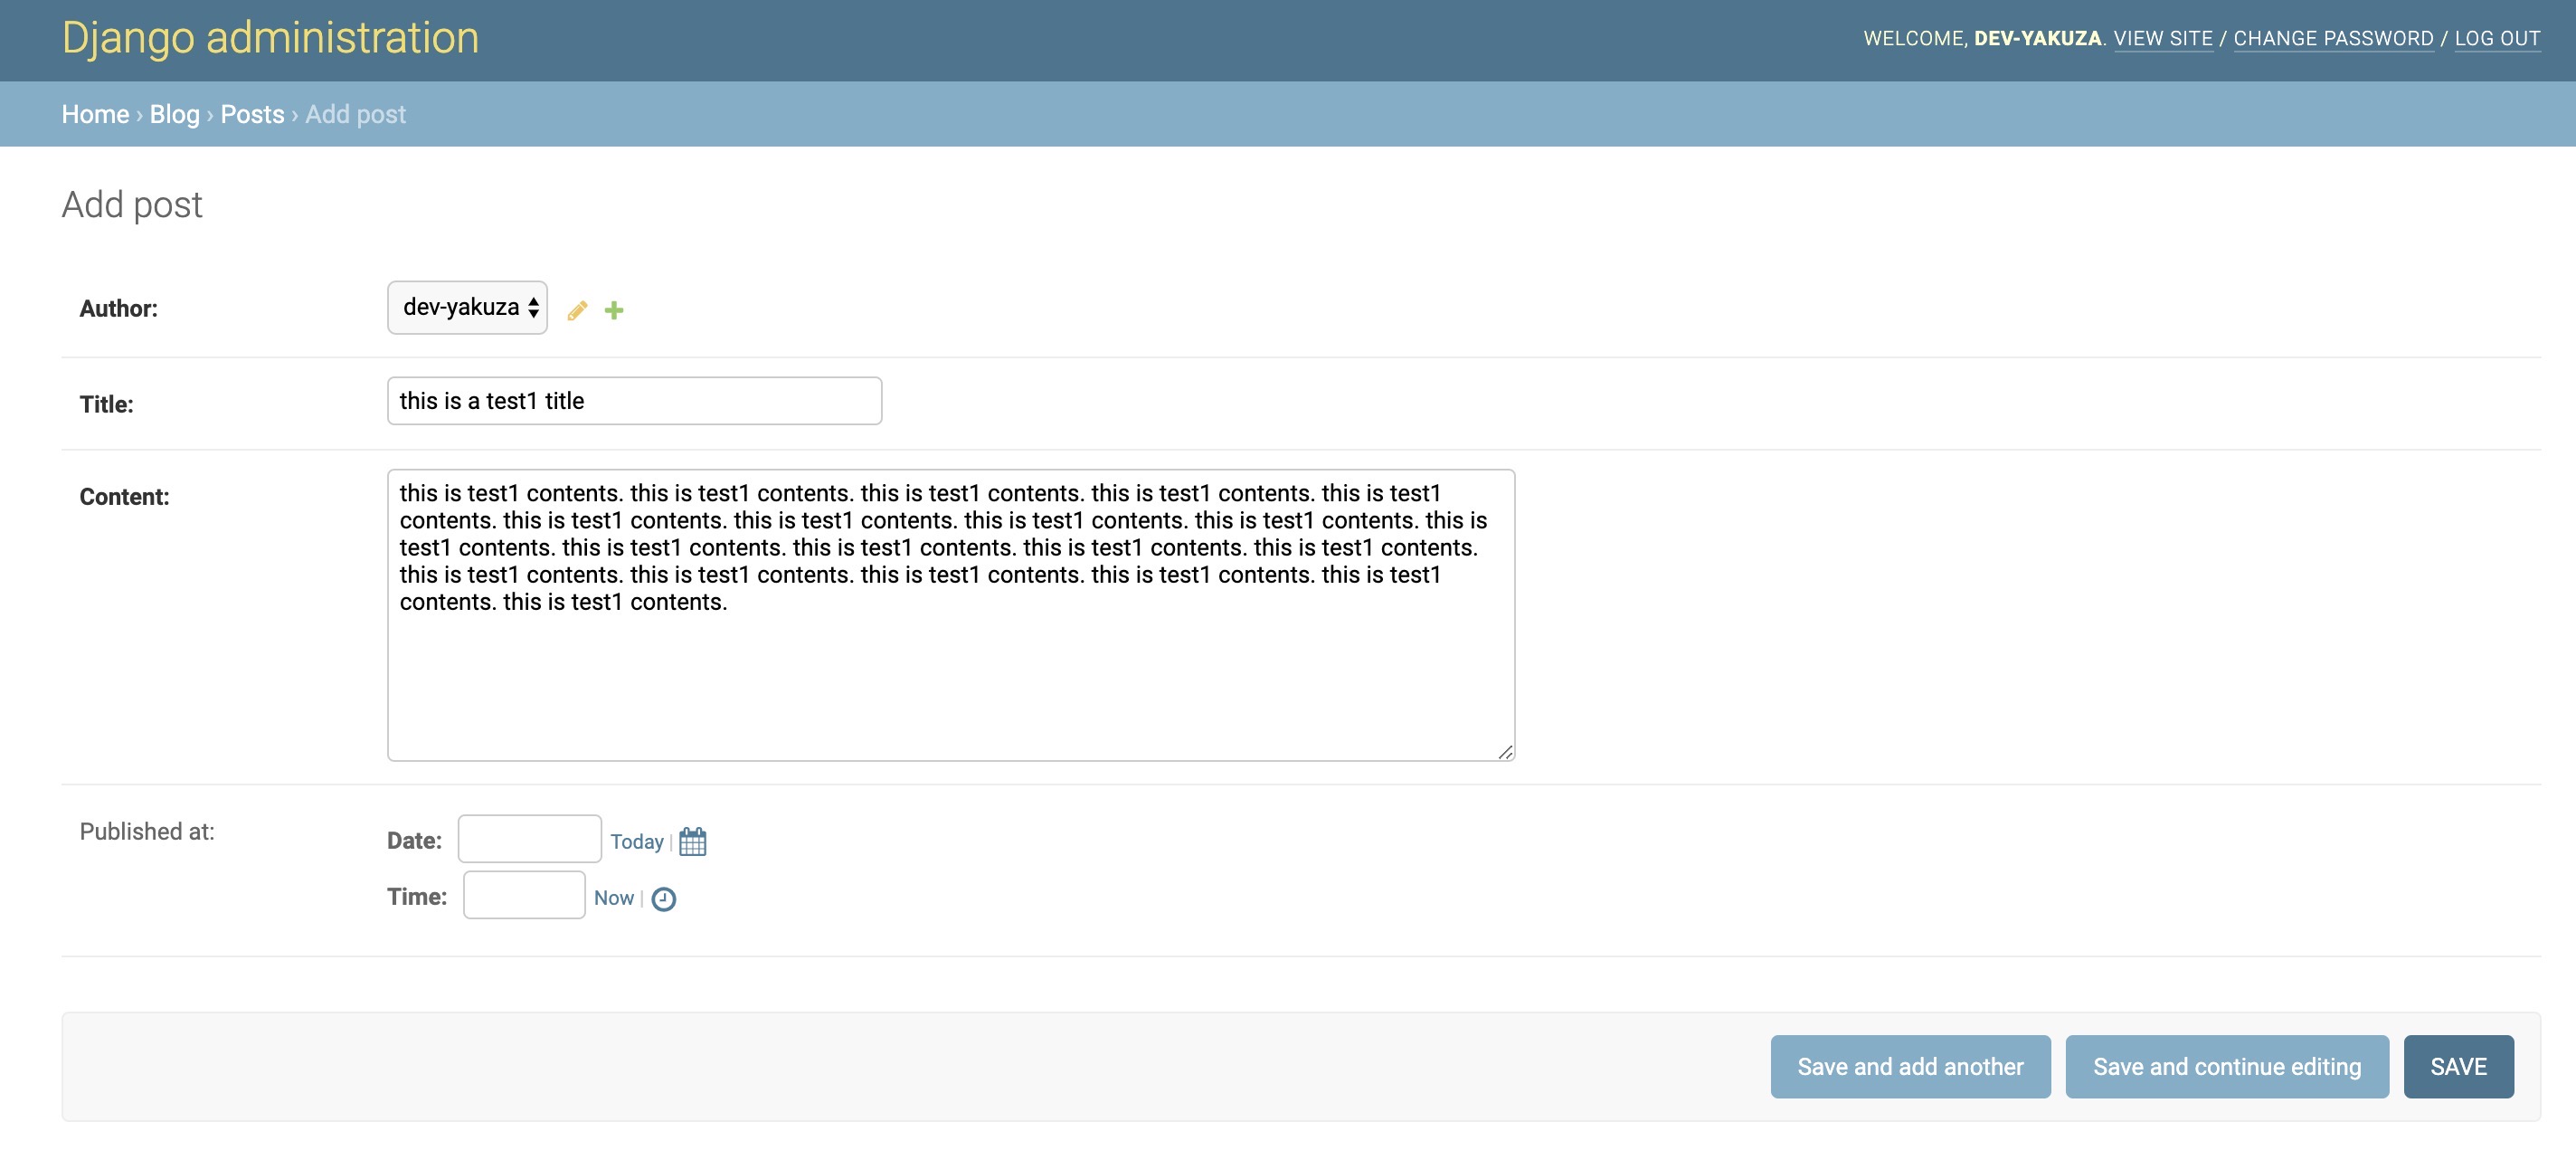 Django administration
WELCOME, DEV-YAKUZA. VIEW SITE / CHANGE PASSWORD / LOG OUT
Home › Blog › Posts › Add post
Add post
Author: dev-yakuza
Title: this is a test1 title
Content: this is test1 contents. this is test1 contents. this is test1 contents. this is test1 contents. this is test1
contents. this is test1 contents. this is test1 contents. this is test1 contents. this is test1 contents. this is
test1 contents. this is test1 contents. this is test1 contents. this is test1 contents. this is test1 contents.
this is test1 contents. this is test1 contents. this is test1 contents. this is test1 contents. this is test1
contents. this is test1 contents.
Published at: Date: Today |
Time: Now |
Save and add another Save and continue editing SAVE